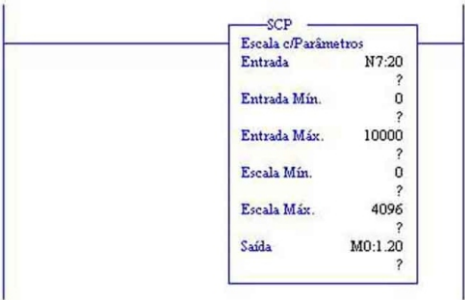 SCP
Escala c/Parâmetros
Entrada N7:20
?
Entrada Mín. 0
?
Entrada Máx. 10000
?
Escala Mín. 0
?
Escala Máx. 4096
?
Saída M0:1.20
?